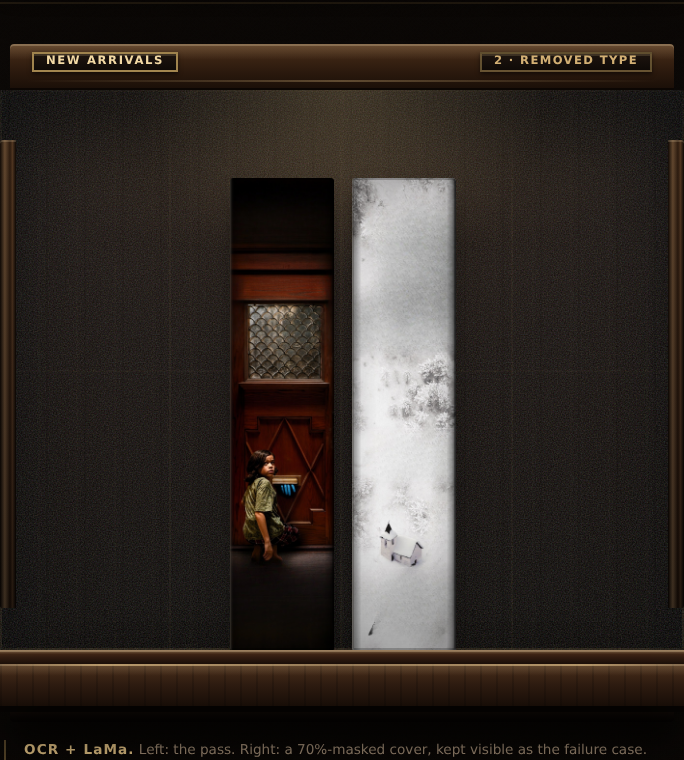 NEW ARRIVALS
2 · REMOVED TYPE
OCR + LaMa. Left: the pass. Right: a 70%-masked cover, kept visible as the failure case.